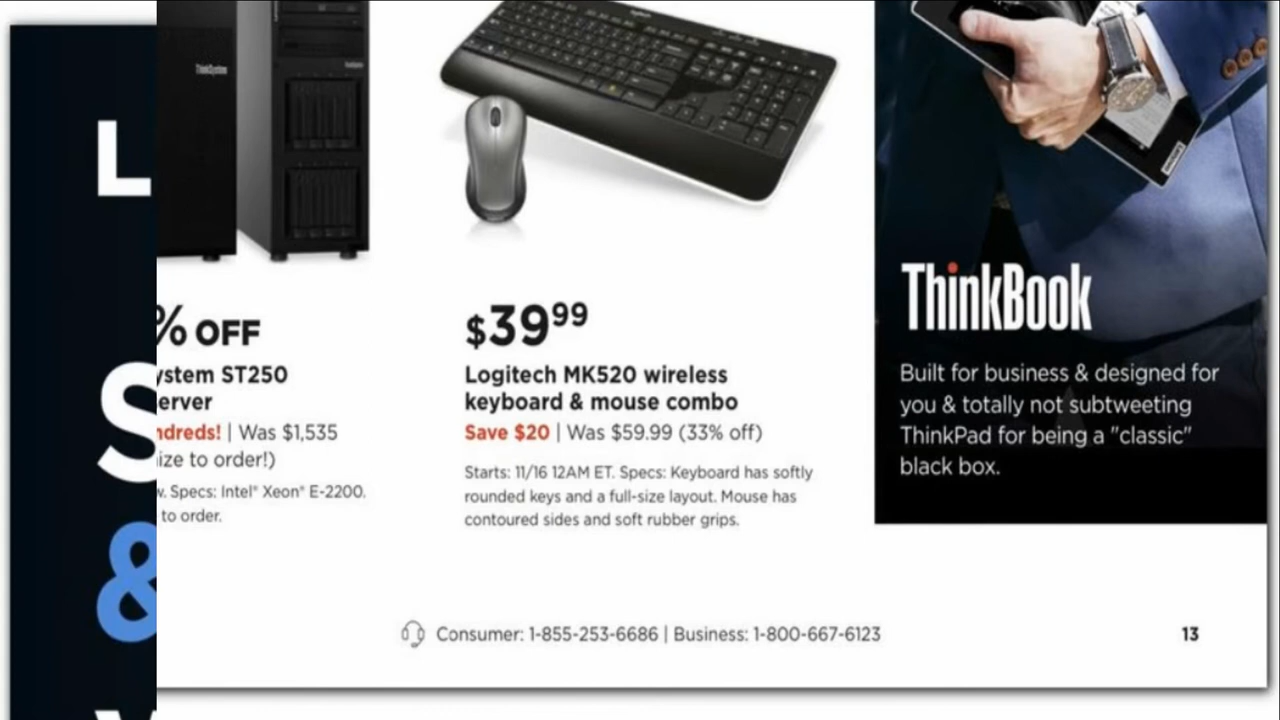 L
S
&
ThinkSystem
% OFF
ystem ST250
erver
ndreds! | Was $1,535
ize to order!)
w. Specs: Intel® Xeon® E-2200.
to order.
$39⁹⁹
Logitech MK520 wireless
keyboard & mouse combo
Save $20 | Was $59.99 (33% off)
Starts: 11/16 12AM ET. Specs: Keyboard has softly
rounded keys and a full-size layout. Mouse has
contoured sides and soft rubber grips.
ThinkBook
Built for business & designed for
you & totally not subtweeting
ThinkPad for being a "classic"
black box.
Consumer: 1-855-253-6686 | Business: 1-800-667-6123
13